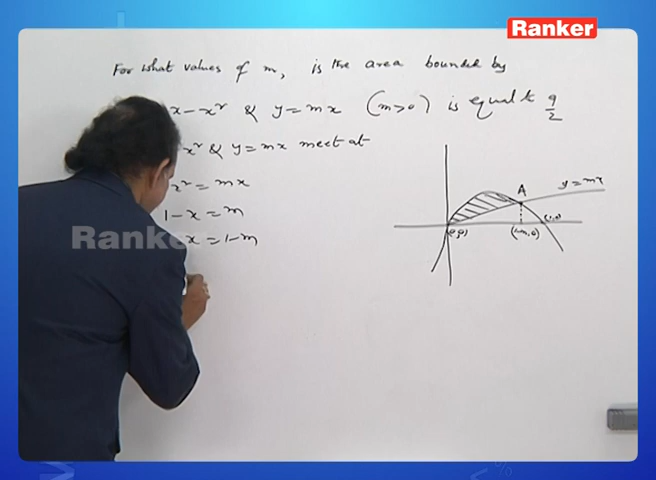 Ranker
For what values of m, is the area bounded by
x - x² & y = mx (m>0) is equal to 9/2
x² & y = mx meet at
x² = mx
1 - x = m
Ranker
x = 1 - m
A
y = mx
(0,0)
(1-m, 0)
(1,0)